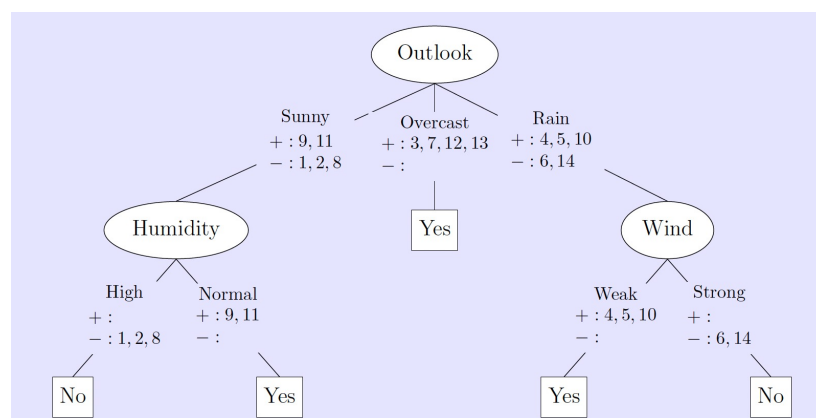 Outlook
Sunny
+ : 9, 11
− : 1, 2, 8
Overcast
+ : 3, 7, 12, 13
− :
Rain
+ : 4, 5, 10
− : 6, 14
Humidity
Yes
Wind
High
+ :
− : 1, 2, 8
Normal
+ : 9, 11
− :
Weak
+ : 4, 5, 10
− :
Strong
+ :
− : 6, 14
No
Yes
Yes
No